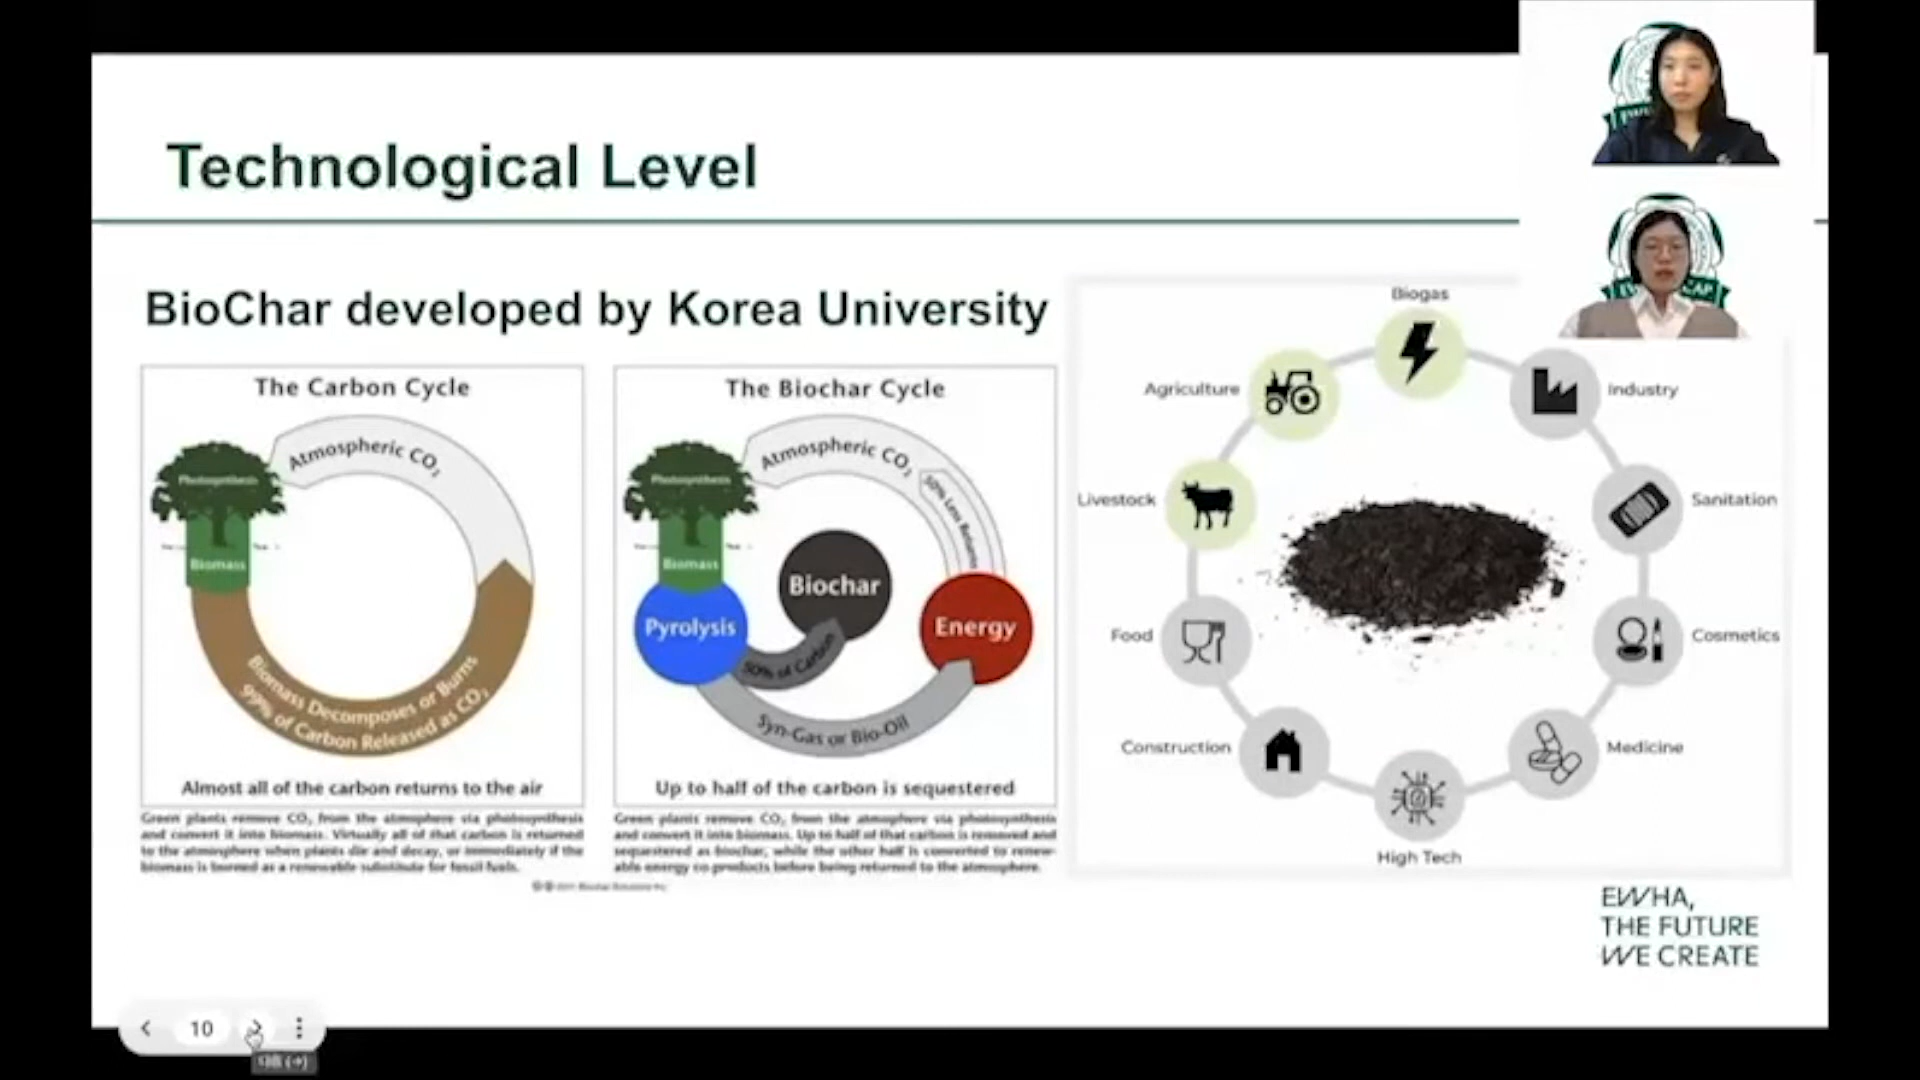 Technological Level
BioChar developed by Korea University
The Carbon Cycle
Atmospheric CO₂
Photosynthesis
Biomass
Biomass Decomposes or Burns
99% of Carbon Released as CO₂
Almost all of the carbon returns to the air
Green plants remove CO₂ from the atmosphere via photosynthesis
and convert it into biomass. Virtually all of that carbon is returned
to the atmosphere when plants die and decay, or immediately if the
biomass is burned as a renewable substitute for fossil fuels.
The Biochar Cycle
Atmospheric CO₂
50% Less Returns
Photosynthesis
Biomass
Biochar
Pyrolysis
Energy
50% of Carbon
Syn-Gas or Bio-Oil
Up to half of the carbon is sequestered
Green plants remove CO₂ from the atmosphere via photosynthesis
and convert it into biomass. Up to half of that carbon is removed and
sequestered as biochar, while the other half is converted to renew-
able energy co-products before being returned to the atmosphere.
Biogas
Agriculture
Industry
Livestock
Sanitation
Food
Cosmetics
Construction
Medicine
High Tech
EWHA,
THE FUTURE
WE CREATE
10